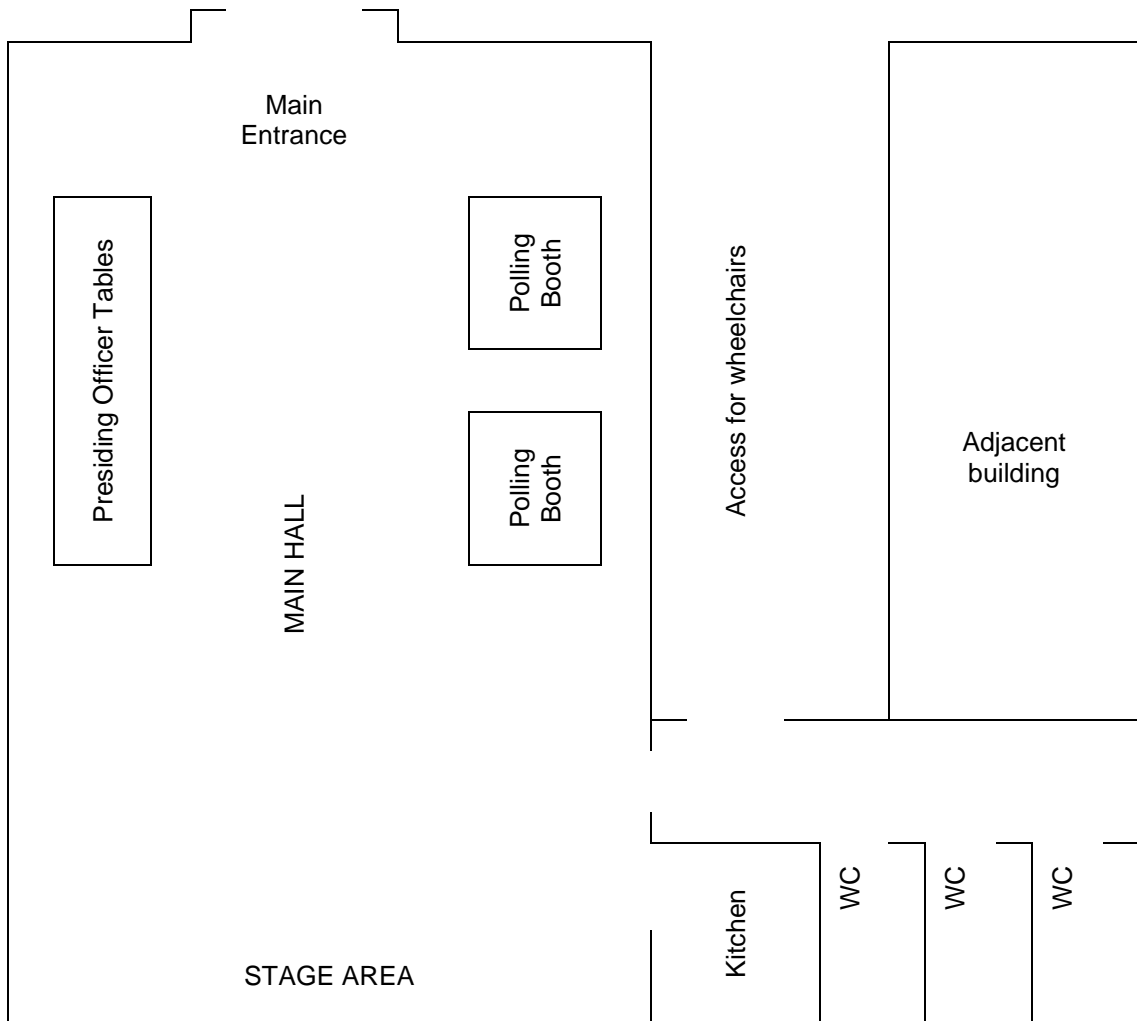 Main
Entrance
Presiding Officer Tables
Polling
Booth
Access for wheelchairs
Polling
Booth
Adjacent
building
MAIN HALL
WC
WC
WC
Kitchen
STAGE AREA